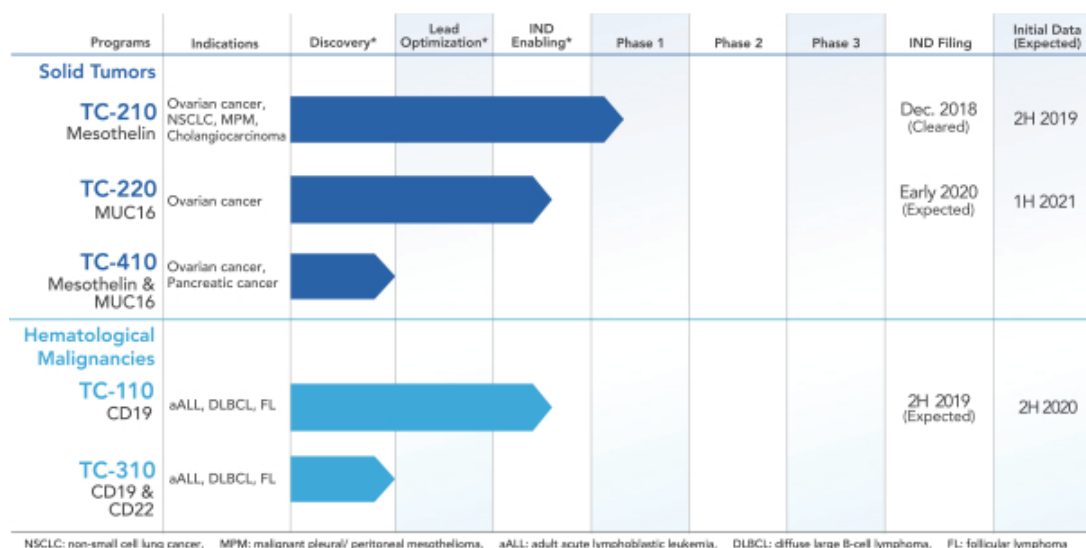 Programs Indications Discovery* Lead Optimization* IND Enabling* Phase 1 Phase 2 Phase 3 IND Filing Initial Data (Expected)
Solid Tumors
TC-210
Mesothelin
Ovarian cancer,
NSCLC, MPM,
Cholangiocarcinoma
Dec. 2018
(Cleared)
2H 2019
TC-220
MUC16
Ovarian cancer
Early 2020
(Expected)
1H 2021
TC-410
Mesothelin &
MUC16
Ovarian cancer,
Pancreatic cancer
Hematological
Malignancies
TC-110
CD19
aALL, DLBCL, FL
2H 2019
(Expected)
2H 2020
TC-310
CD19 &
CD22
aALL, DLBCL, FL
NSCLC: non-small cell lung cancer. MPM: malignant pleural/ peritoneal mesothelioma. aALL: adult acute lymphoblastic leukemia. DLBCL: diffuse large B-cell lymphoma. FL: follicular lymphoma